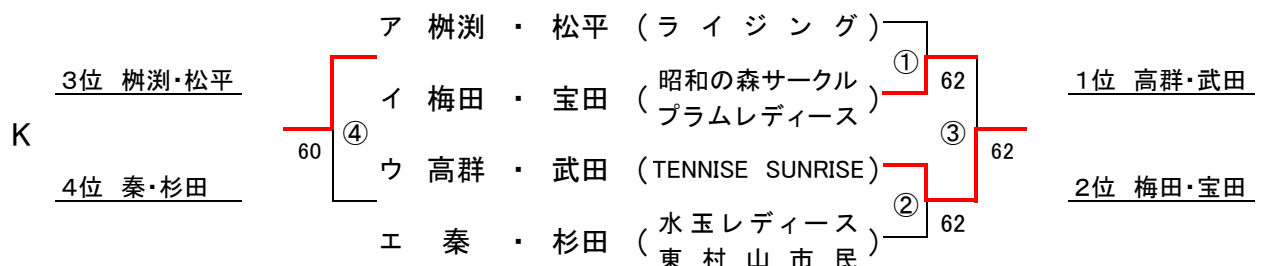 K
3位 桝渕・松平
4位 秦・杉田
60
④
ア 桝渕 ・ 松平 (ライジング)
イ 梅田 ・ 宝田 (昭和の森サークル
プラムレディース)
ウ 高群 ・ 武田 (TENNISE SUNRISE)
エ 秦 ・ 杉田 (水玉レディース
東村山市民)
①
62
②
62
③
62
1位 高群・武田
2位 梅田・宝田